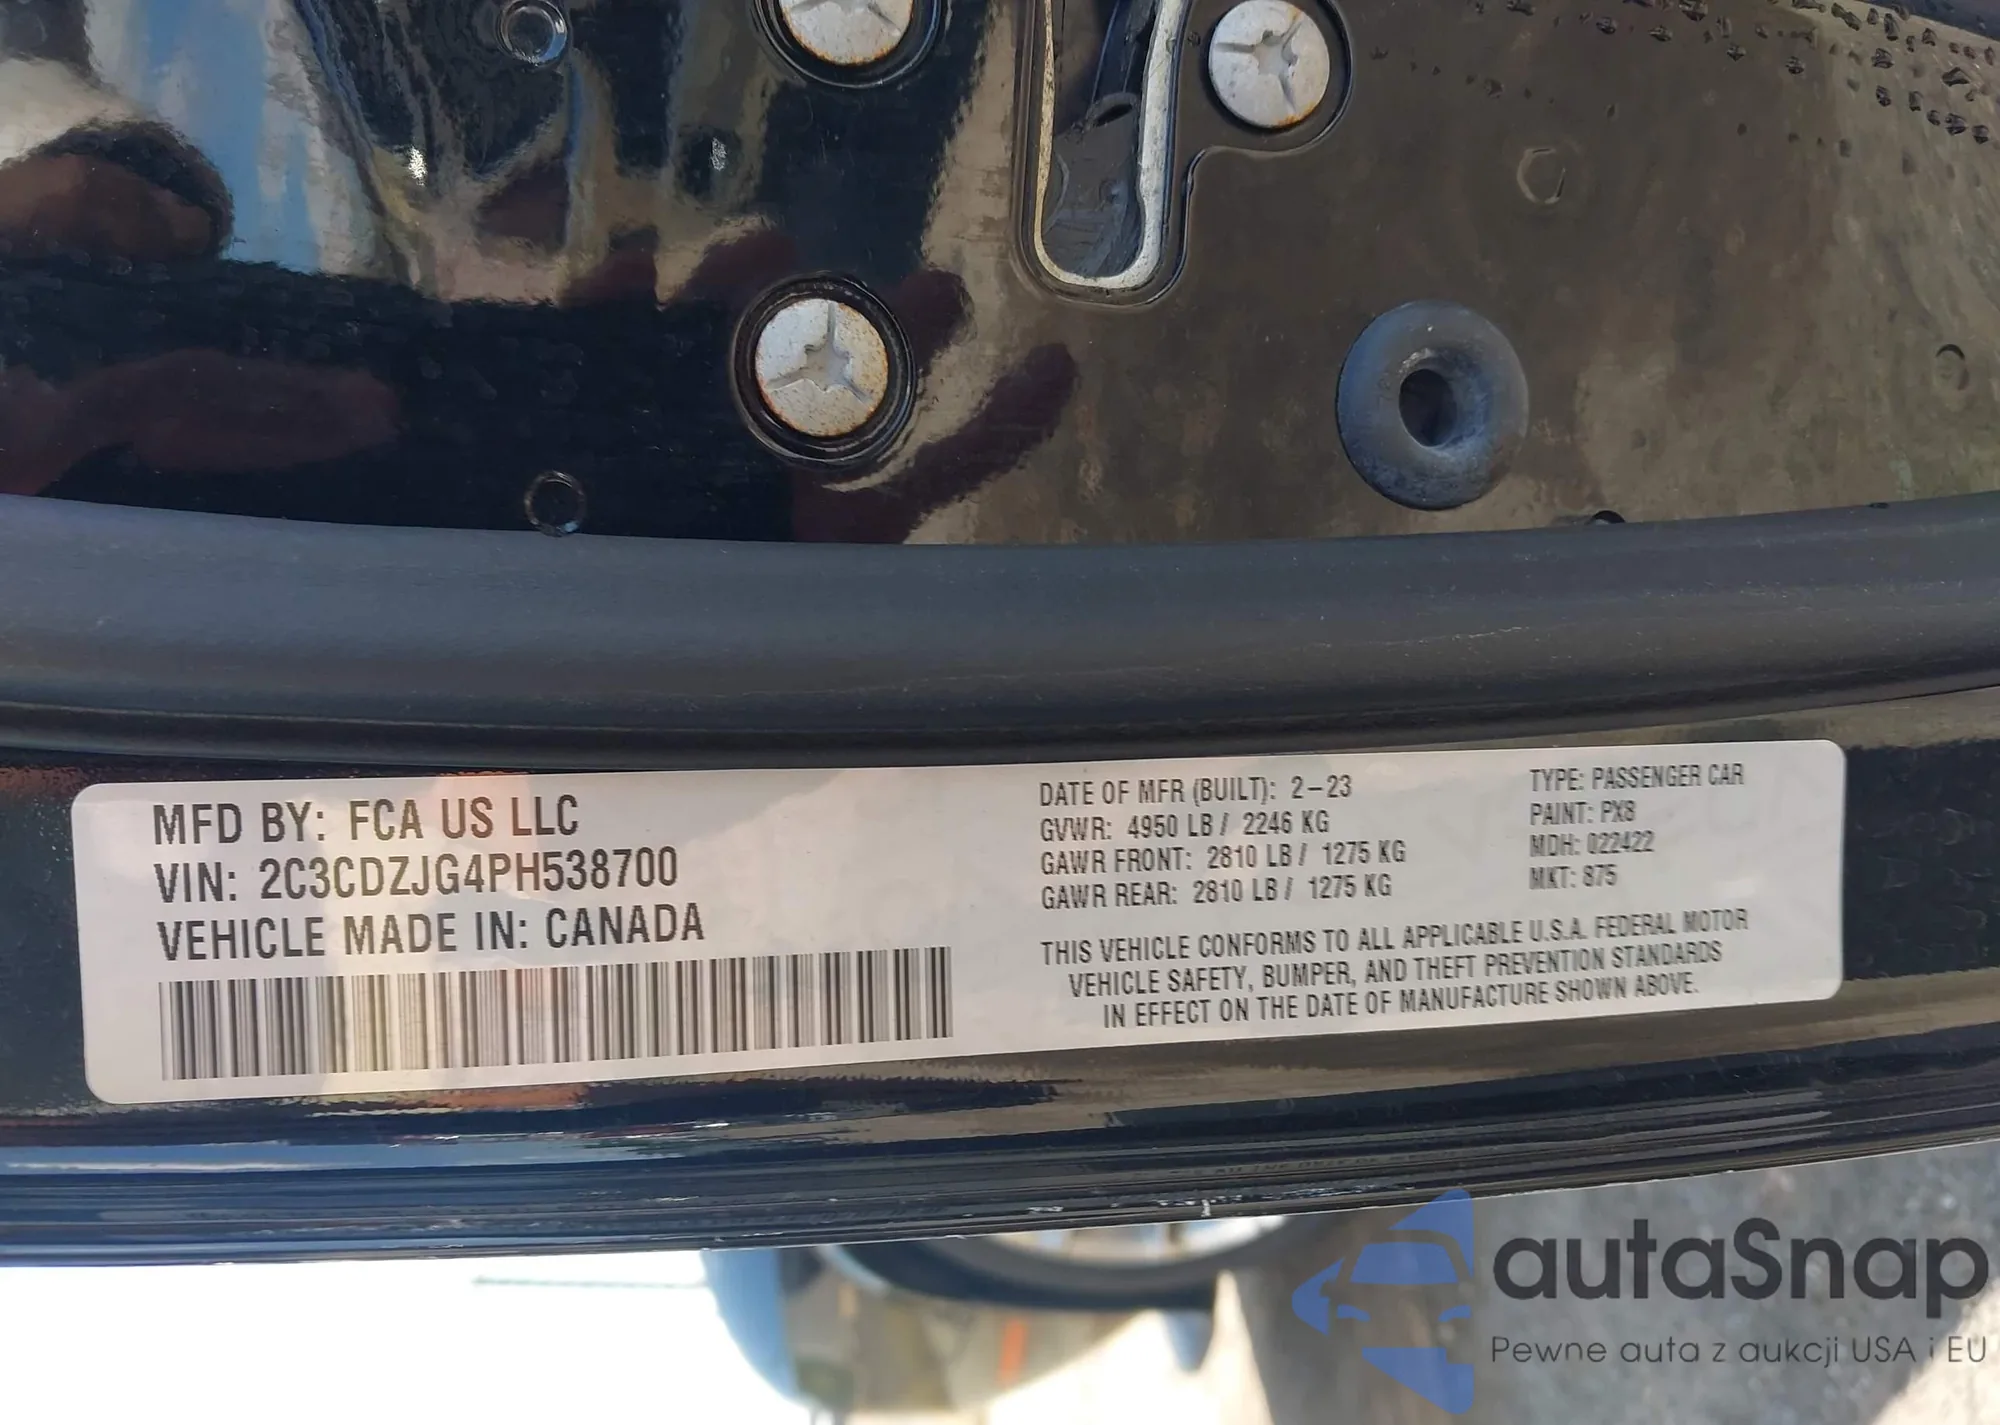 MFD BY: FCA US LLC
VIN: 2C3CDZJG4PH538700
VEHICLE MADE IN: CANADA
DATE OF MFR (BUILT): 2-23
GVWR: 4950 LB / 2246 KG
GAWR FRONT: 2810 LB / 1275 KG
GAWR REAR: 2810 LB / 1275 KG
TYPE: PASSENGER CAR
PAINT: PX8
MDH: 022422
MKT: 875
THIS VEHICLE CONFORMS TO ALL APPLICABLE U.S.A. FEDERAL MOTOR
VEHICLE SAFETY, BUMPER, AND THEFT PREVENTION STANDARDS
IN EFFECT ON THE DATE OF MANUFACTURE SHOWN ABOVE.
autaSnap
Pewne auta z aukcji USA i EU